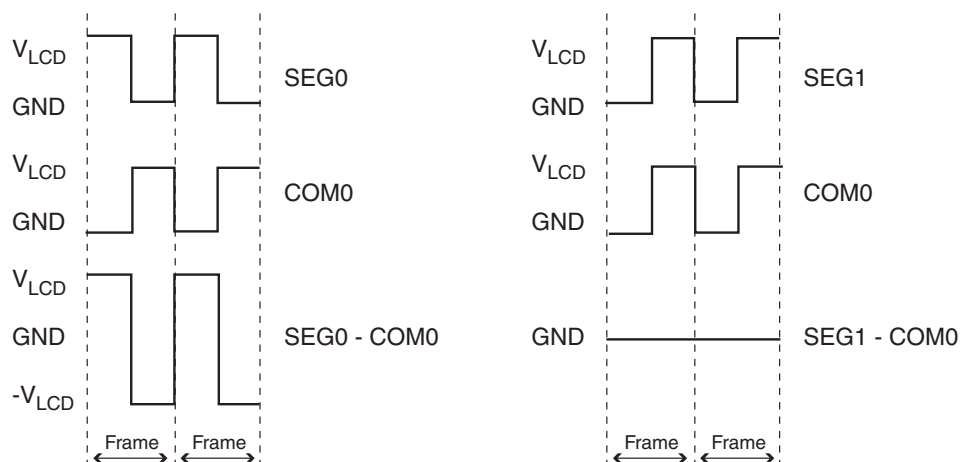 V_LCD
SEG0
GND
V_LCD
COM0
GND
V_LCD
GND
SEG0 - COM0
-V_LCD
Frame
Frame
V_LCD
SEG1
GND
V_LCD
COM0
GND
GND
SEG1 - COM0
Frame
Frame